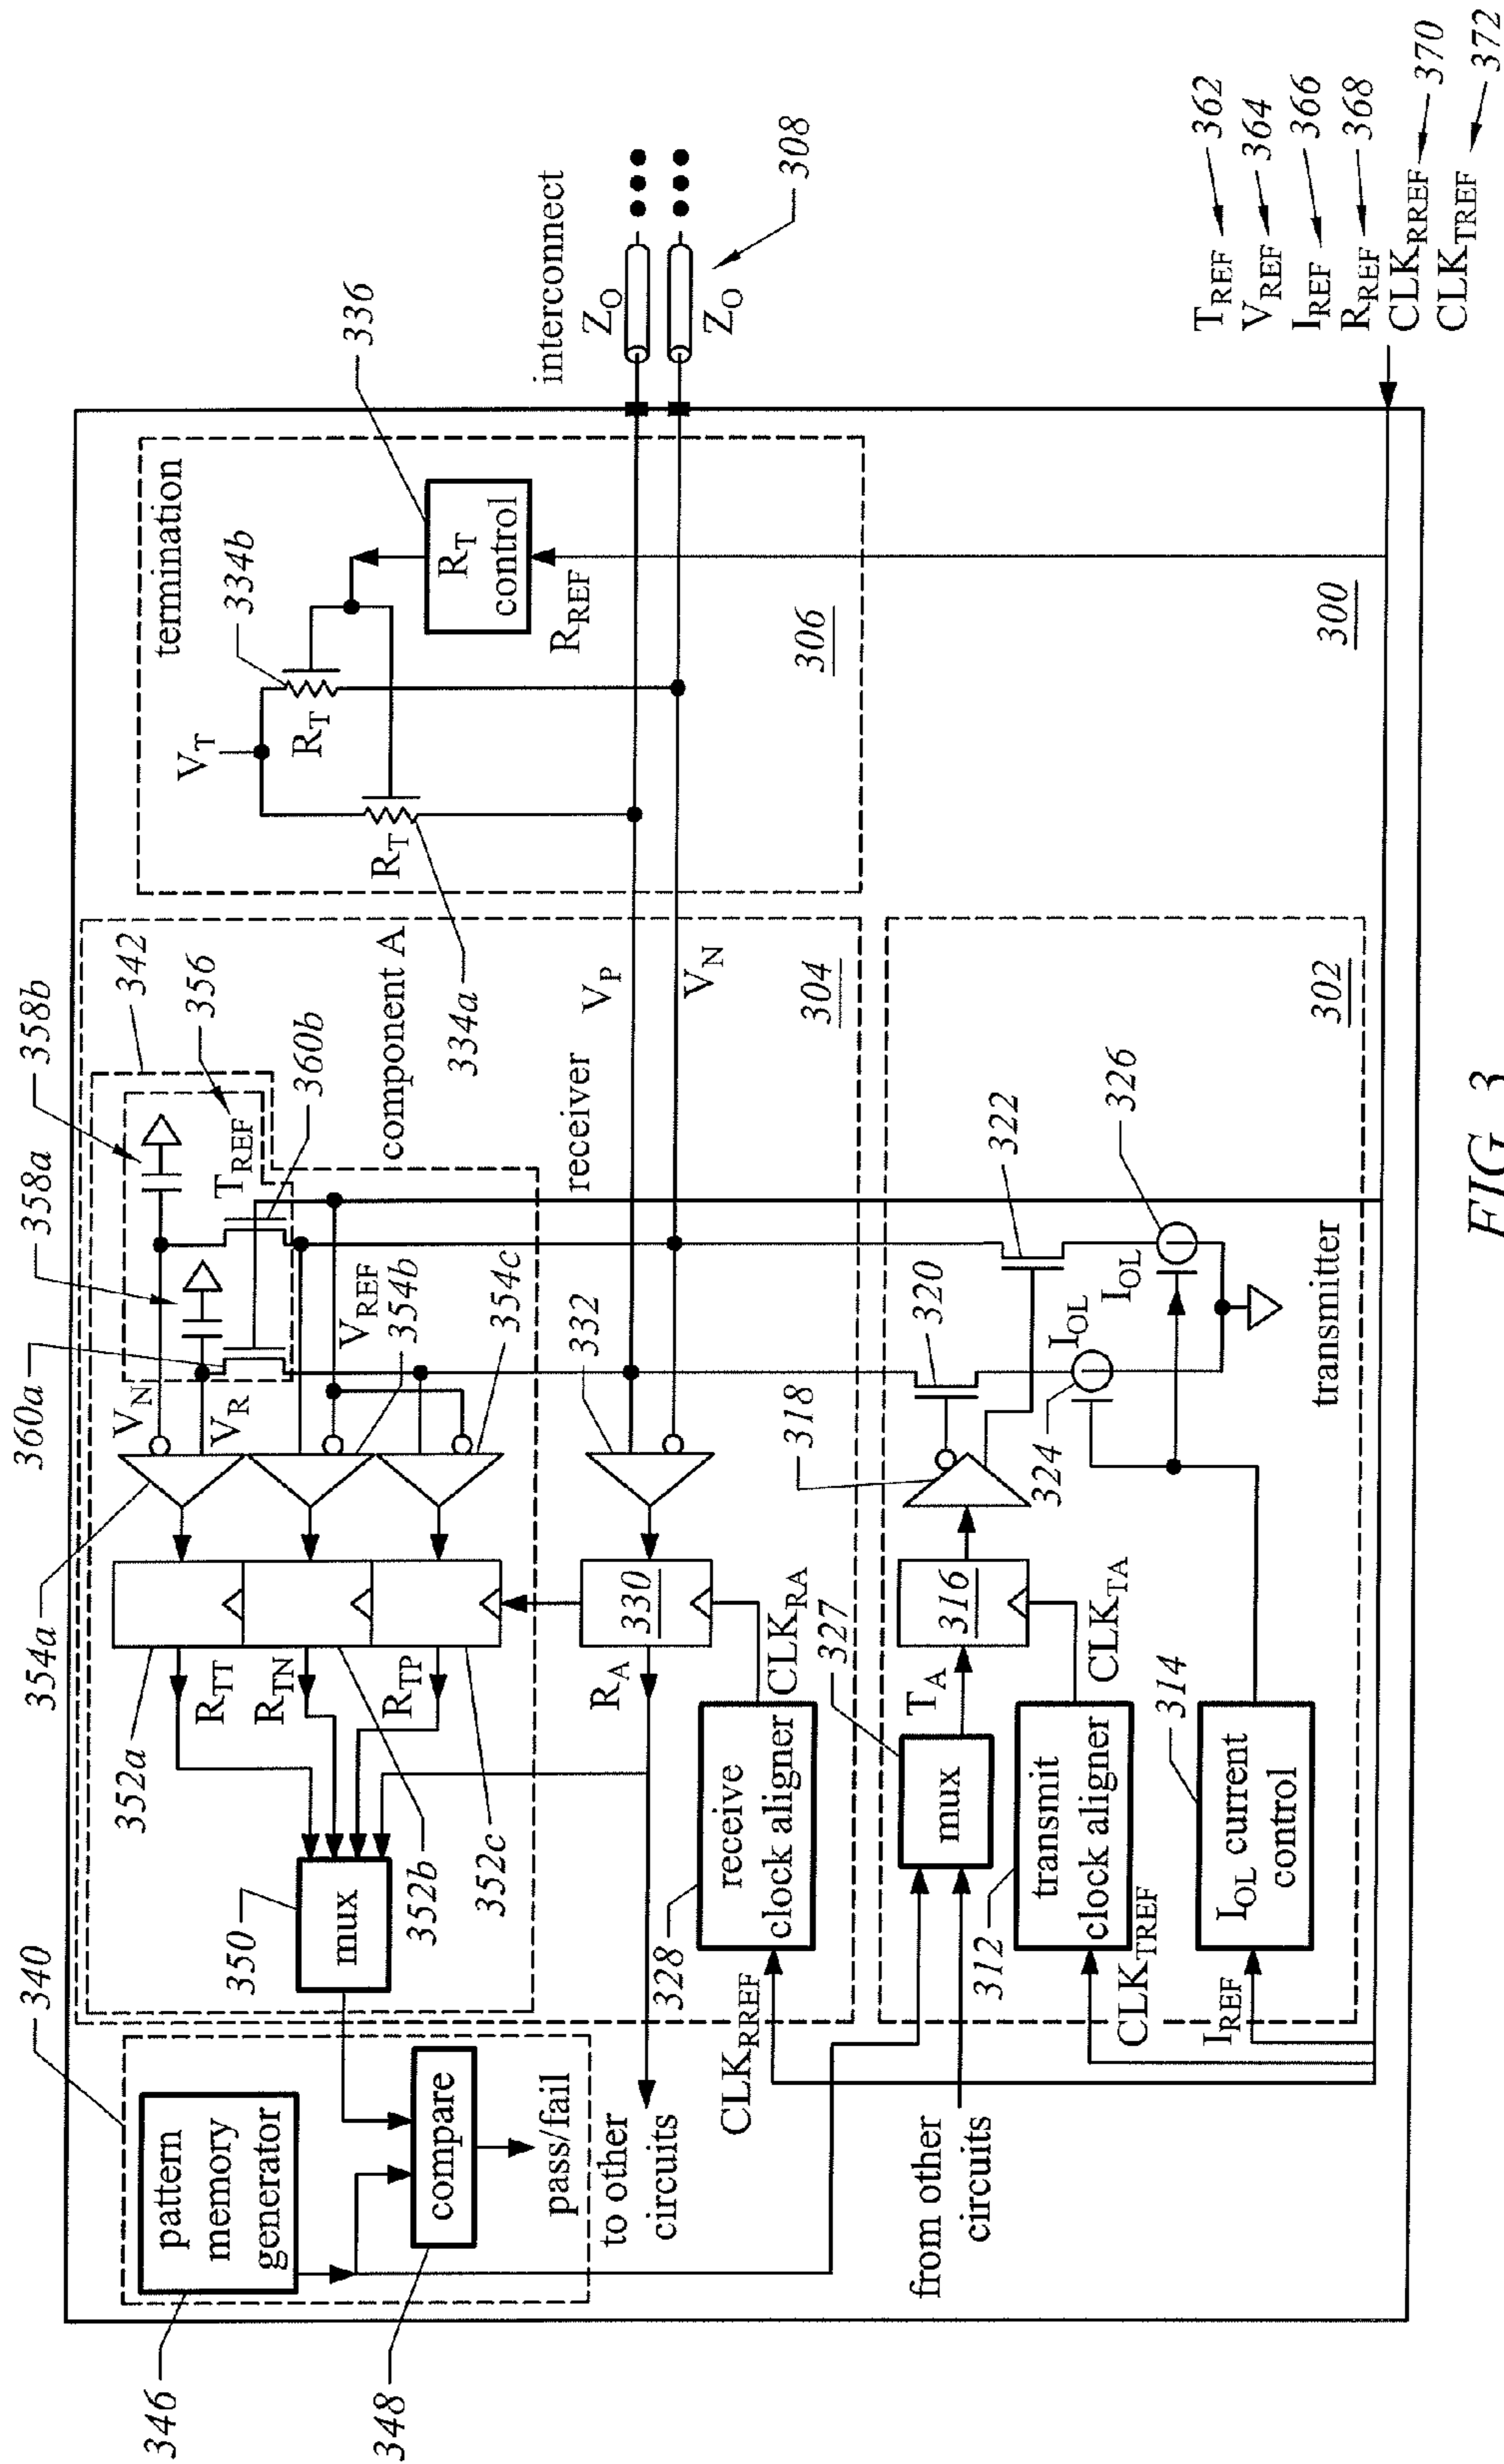 340
346
pattern
memory
generator
348
compare
pass/fail
to other
circuits
350
mux
354a
352a
R_TT
R_TN
R_TP
352b
352c
360a
V_N
V_R
358a
358b
342
T_REF
356
360b
V_REF
354b
354c
component A
332
receiver
330
R_A
CLK_RA
328
receive
clock aligner
CLK_RREF
V_P
V_N
304
termination
V_T
334b
R_T
R_T
334a
336
R_T
control
R_REF
306
interconnect
Z_O
Z_O
308
from other
circuits
327
mux
T_A
316
318
320
322
312
transmit
clock aligner
CLK_TREF
CLK_TA
314
I_OL current
control
I_REF
324
I_OL
I_OL
326
transmitter
302
300
T_REF 362
V_REF 364
I_REF 366
R_REF 368
CLK_RREF 370
CLK_TREF 372
FIG. 3